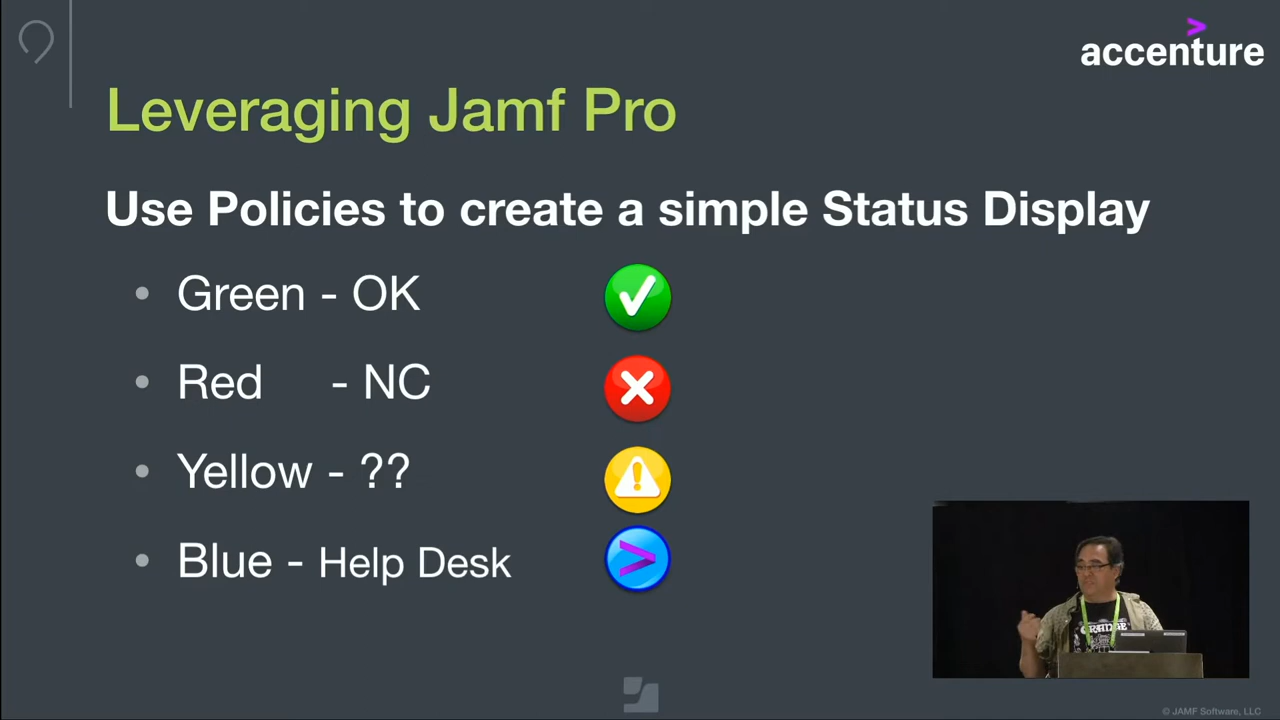 accenture
Leveraging Jamf Pro
Use Policies to create a simple Status Display
• Green - OK
• Red - NC
• Yellow - ??
• Blue - Help Desk
© JAMF Software, LLC